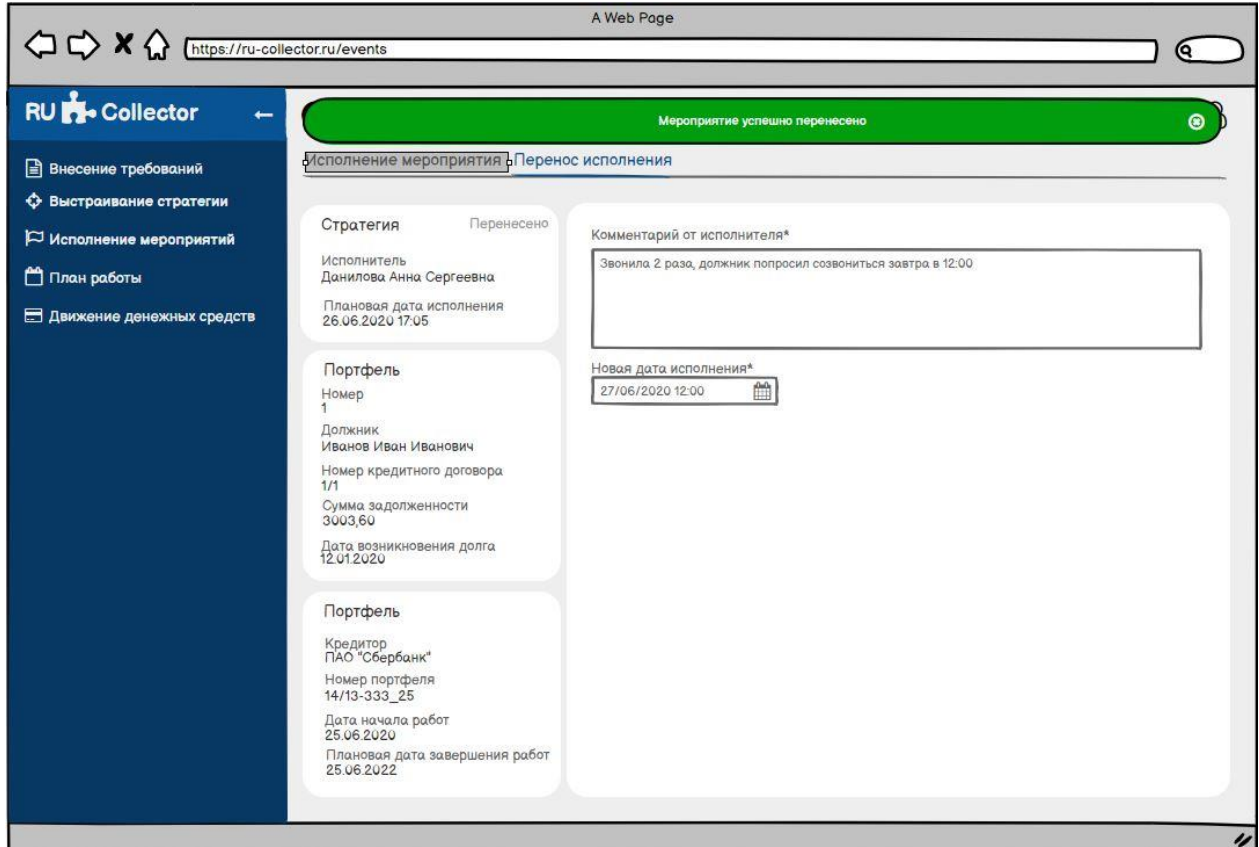 A Web Page
https://ru-collector.ru/events
RU Collector
Мероприятие успешно перенесено
Внесение требований
Выстраивание стратегии
Исполнение мероприятий
План работы
Движение денежных средств
Исполнение мероприятия Перенос исполнения
Стратегия Перенесено
Исполнитель
Данилова Анна Сергеевна
Плановая дата исполнения
26.06.2020 17:05
Портфель
Номер
1
Должник
Иванов Иван Иванович
Номер кредитного договора
1/1
Сумма задолженности
3003,60
Дата возникновения долга
12.01.2020
Портфель
Кредитор
ПАО "Сбербанк"
Номер портфеля
14/13-333_25
Дата начала работ
25.06.2020
Плановая дата завершения работ
25.06.2022
Комментарий от исполнителя*
Звонила 2 раза, должник попросил созвониться завтра в 12:00
Новая дата исполнения*
27/06/2020 12:00